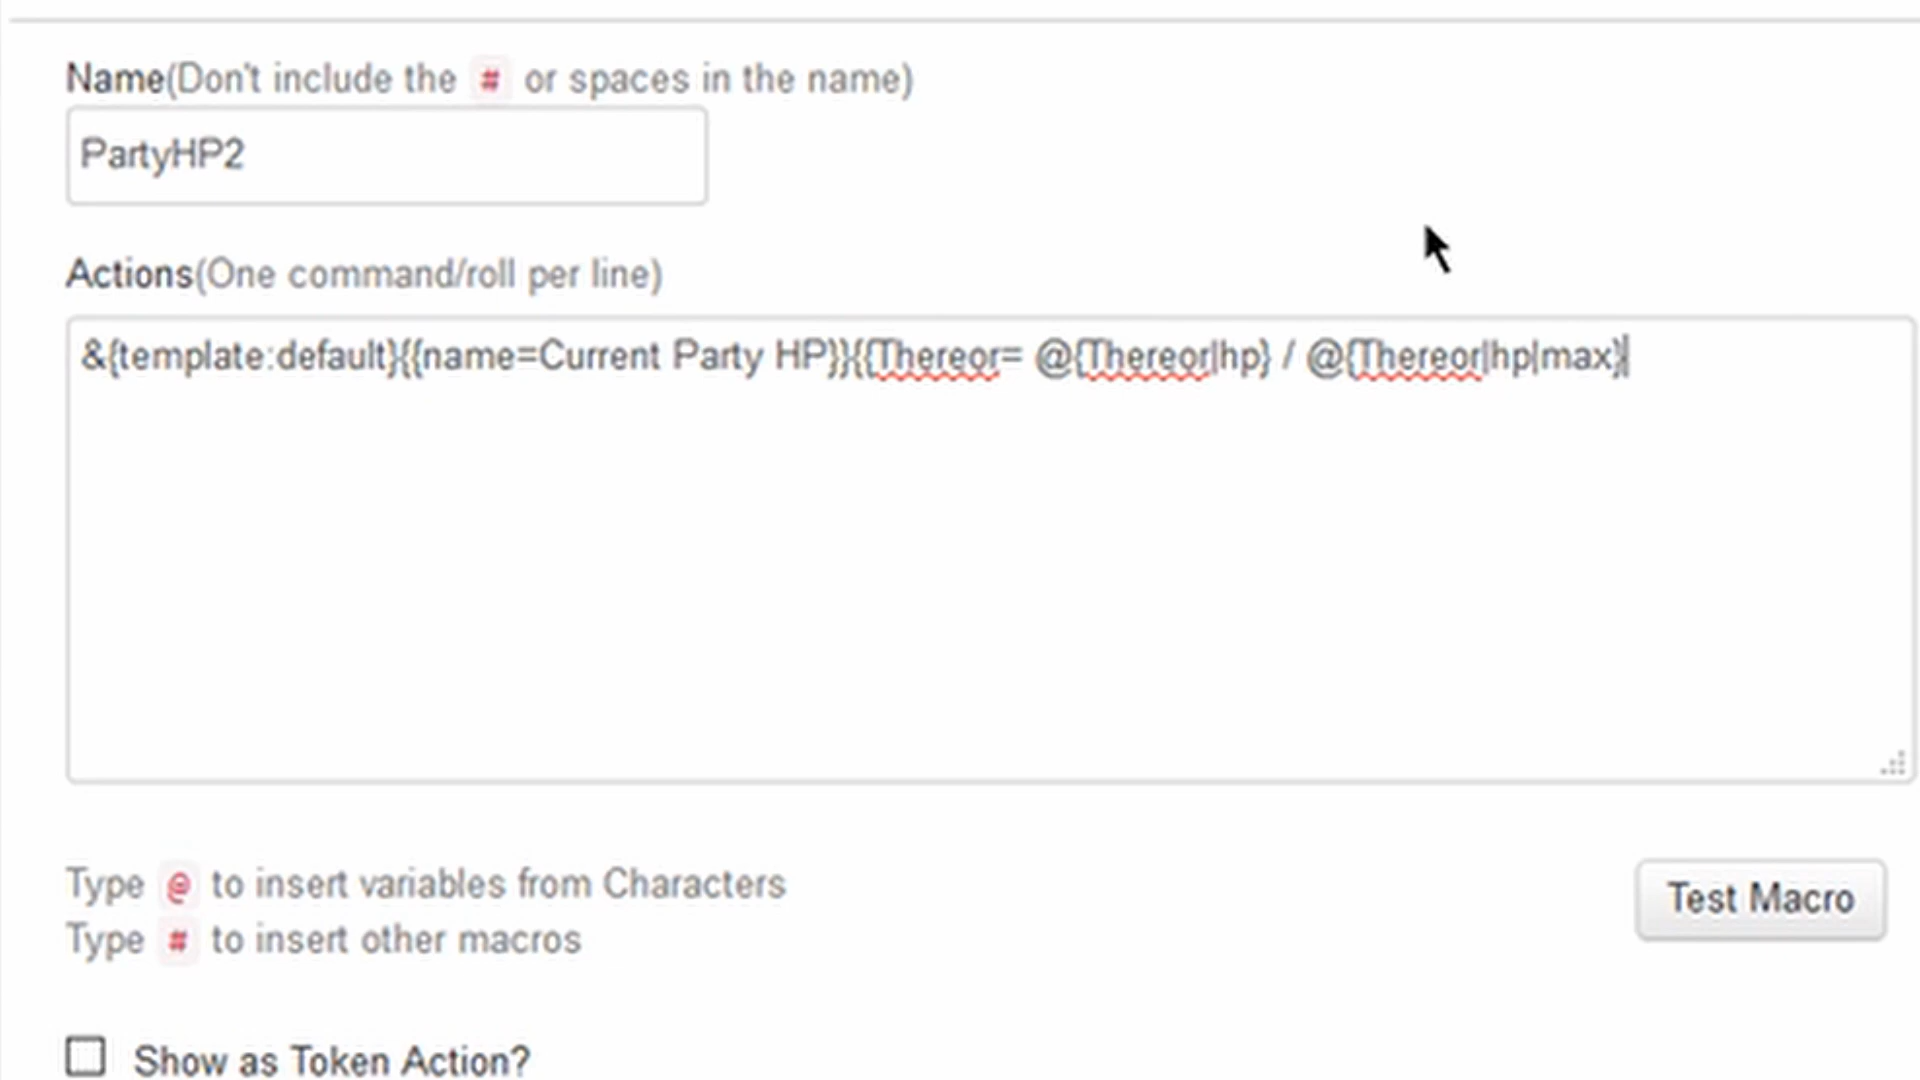 Name(Don't include the # or spaces in the name)
PartyHP2
Actions(One command/roll per line)
&{template:default}{{name=Current Party HP}}{{Thereor= @{Thereor|hp} / @{Thereor|hp|max}
Type @ to insert variables from Characters
Type # to insert other macros
Test Macro
Show as Token Action?